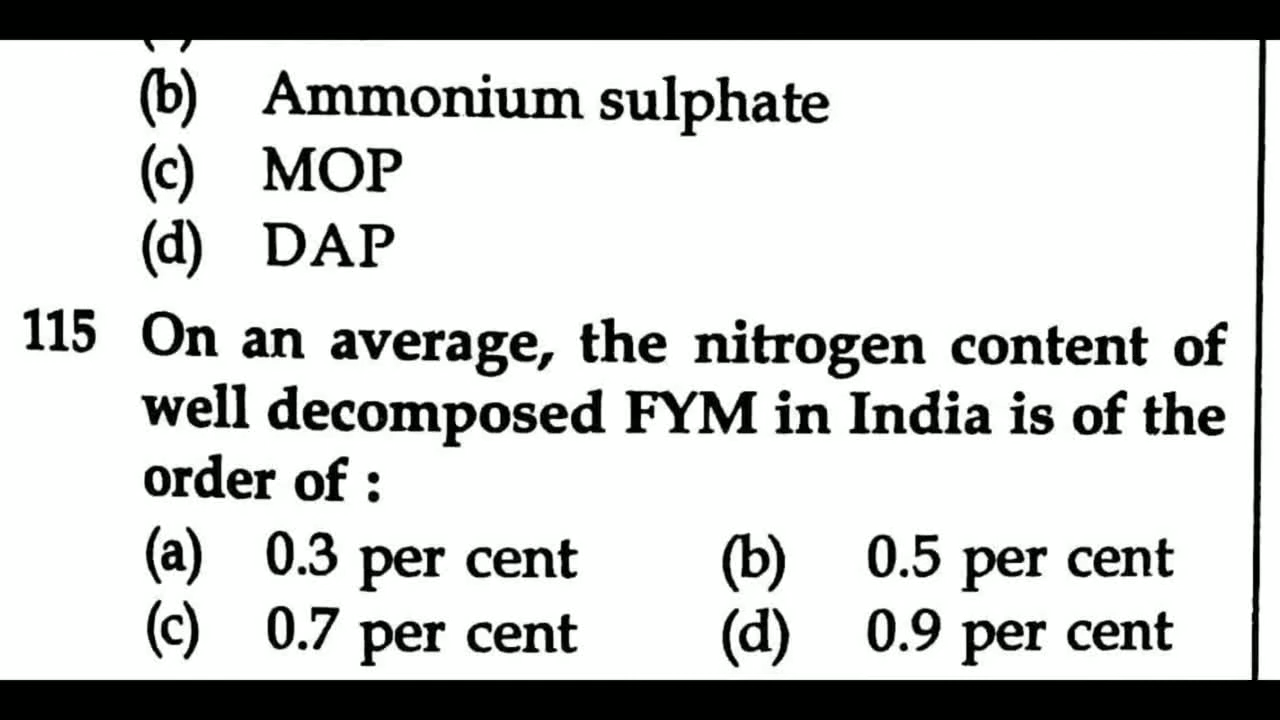 (b) Ammonium sulphate
(c) MOP
(d) DAP
115 On an average, the nitrogen content of
well decomposed FYM in India is of the
order of :
(a) 0.3 per cent (b) 0.5 per cent
(c) 0.7 per cent (d) 0.9 per cent